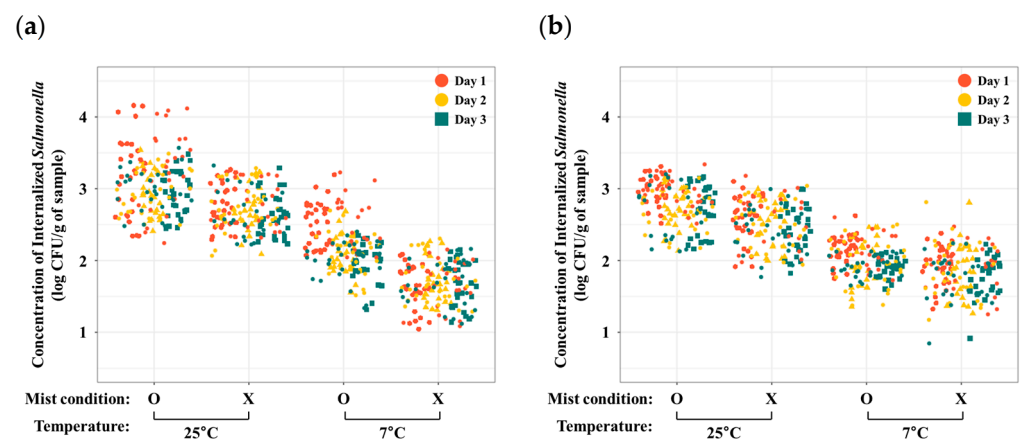 (a)
Concentration of Internalized Salmonella
(log CFU/g of sample)
4
3
2
1
Day 1
Day 2
Day 3
Mist condition: O X O X
Temperature: 25°C 7°C
(b)
Concentration of Internalized Salmonella
(log CFU/g of sample)
4
3
2
1
Day 1
Day 2
Day 3
Mist condition: O X O X
Temperature: 25°C 7°C